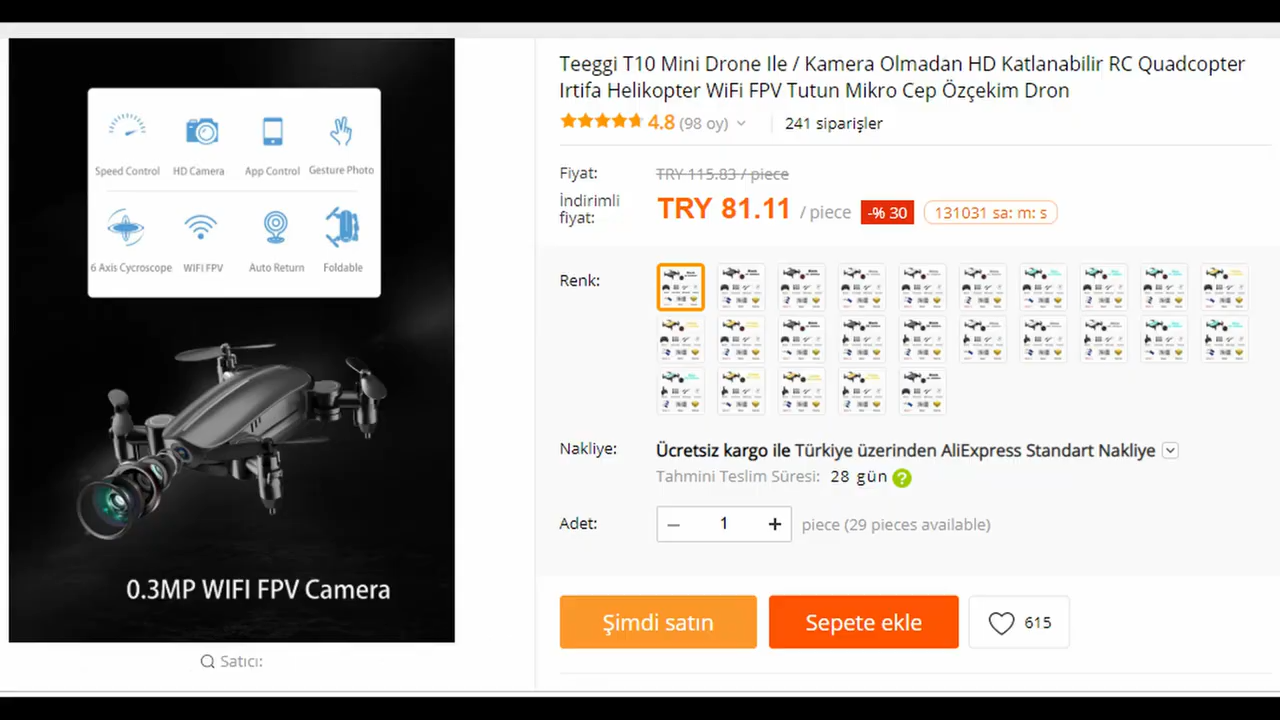 Speed Control
HD Camera
App Control
Gesture Photo
6 Axis Cycroscope
WIFI FPV
Auto Return
Foldable
0.3MP WIFI FPV Camera
Satıcı:
Teeggi T10 Mini Drone Ile / Kamera Olmadan HD Katlanabilir RC Quadcopter
Irtifa Helikopter WiFi FPV Tutun Mikro Cep Özçekim Dron
4.8 (98 oy)
241 siparişler
Fiyat:
TRY 115.83 / piece
İndirimli
fiyat:
TRY 81.11 / piece
-% 30
131031 sa: m: s
Renk:
Nakliye:
Ücretsiz kargo ile Türkiye üzerinden AliExpress Standart Nakliye
Tahmini Teslim Süresi: 28 gün ?
Adet:
− 1 +
piece (29 pieces available)
Şimdi satın
Sepete ekle
615